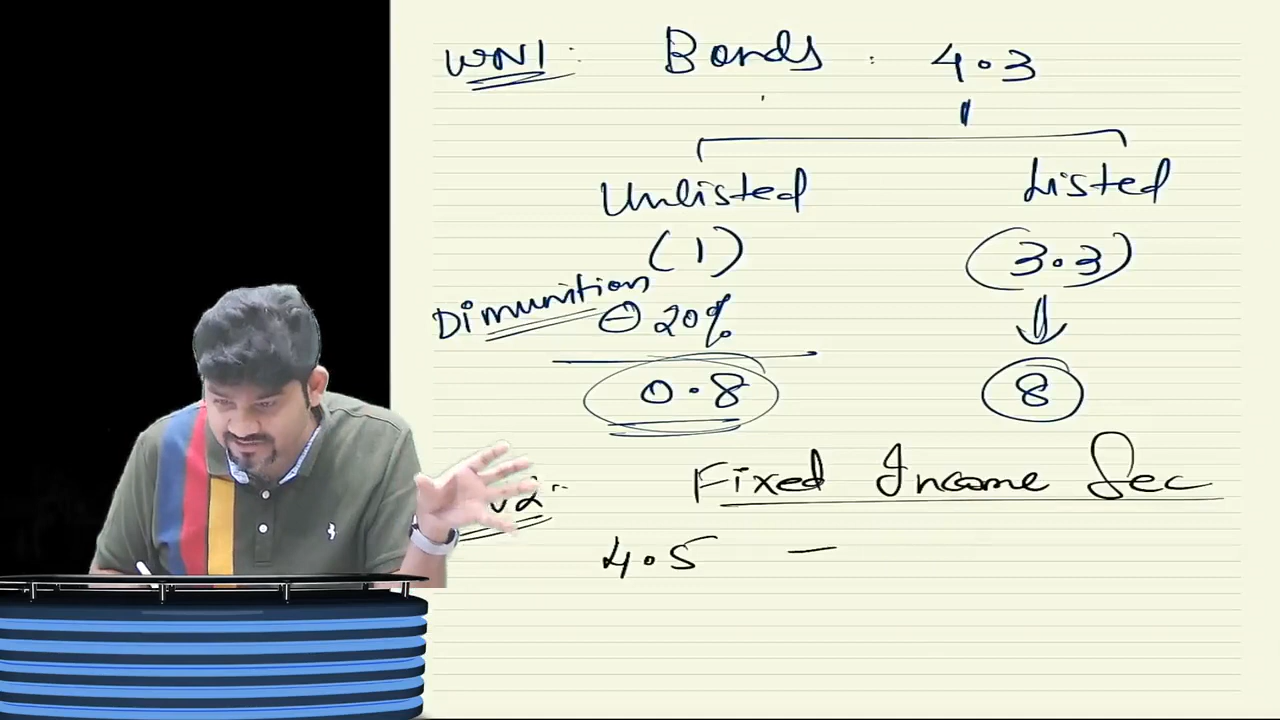 WN1: Bonds : 4.3
Unlisted Listed
(1) (3.3)
Dimunition ⊖ 20%
0.8 8
Fixed Income Sec
4.5 —